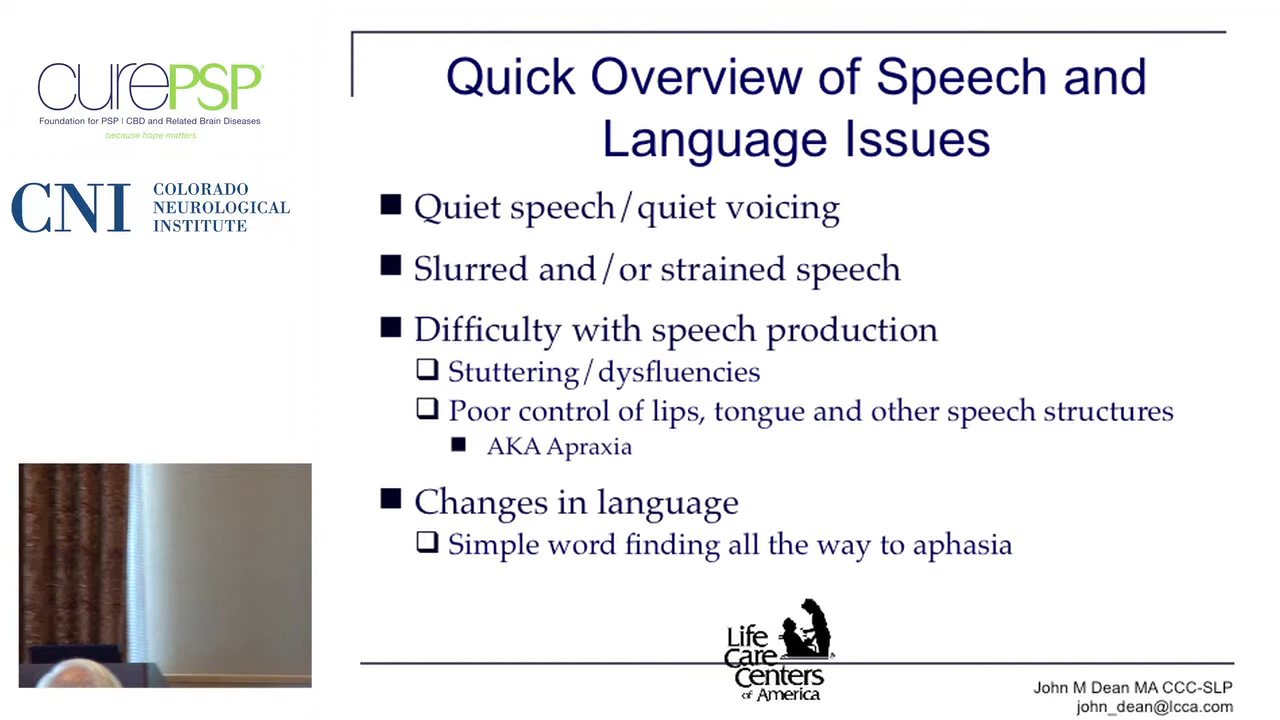 curePSP
Foundation for PSP | CBD and Related Brain Diseases
because hope matters
CNI
COLORADO
NEUROLOGICAL
INSTITUTE
Quick Overview of Speech and
Language Issues
Quiet speech/quiet voicing
Slurred and/or strained speech
Difficulty with speech production
Stuttering/dysfluencies
Poor control of lips, tongue and other speech structures
AKA Apraxia
Changes in language
Simple word finding all the way to aphasia
Life
Care
Centers
of America
John M Dean MA CCC-SLP
john_dean@lcca.com